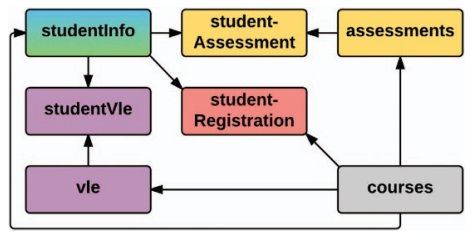 studentInfo
student-
Assessment
assessments
studentVle
student-
Registration
vle
courses